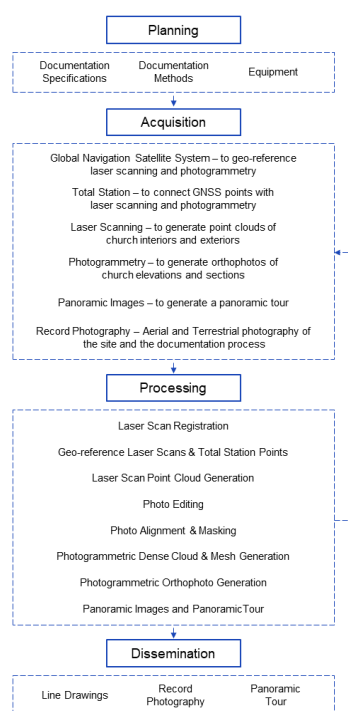 Planning
Documentation Specifications
Documentation Methods
Equipment
Acquisition
Global Navigation Satellite System – to geo-reference
laser scanning and photogrammetry
Total Station – to connect GNSS points with
laser scanning and photogrammetry
Laser Scanning – to generate point clouds of
church interiors and exteriors
Photogrammetry – to generate orthophotos of
church elevations and sections
Panoramic Images – to generate a panoramic tour
Record Photography – Aerial and Terrestrial photography of
the site and the documentation process
Processing
Laser Scan Registration
Geo-reference Laser Scans & Total Station Points
Laser Scan Point Cloud Generation
Photo Editing
Photo Alignment & Masking
Photogrammetric Dense Cloud & Mesh Generation
Photogrammetric Orthophoto Generation
Panoramic Images and Panoramic Tour
Dissemination
Line Drawings
Record Photography
Panoramic Tour